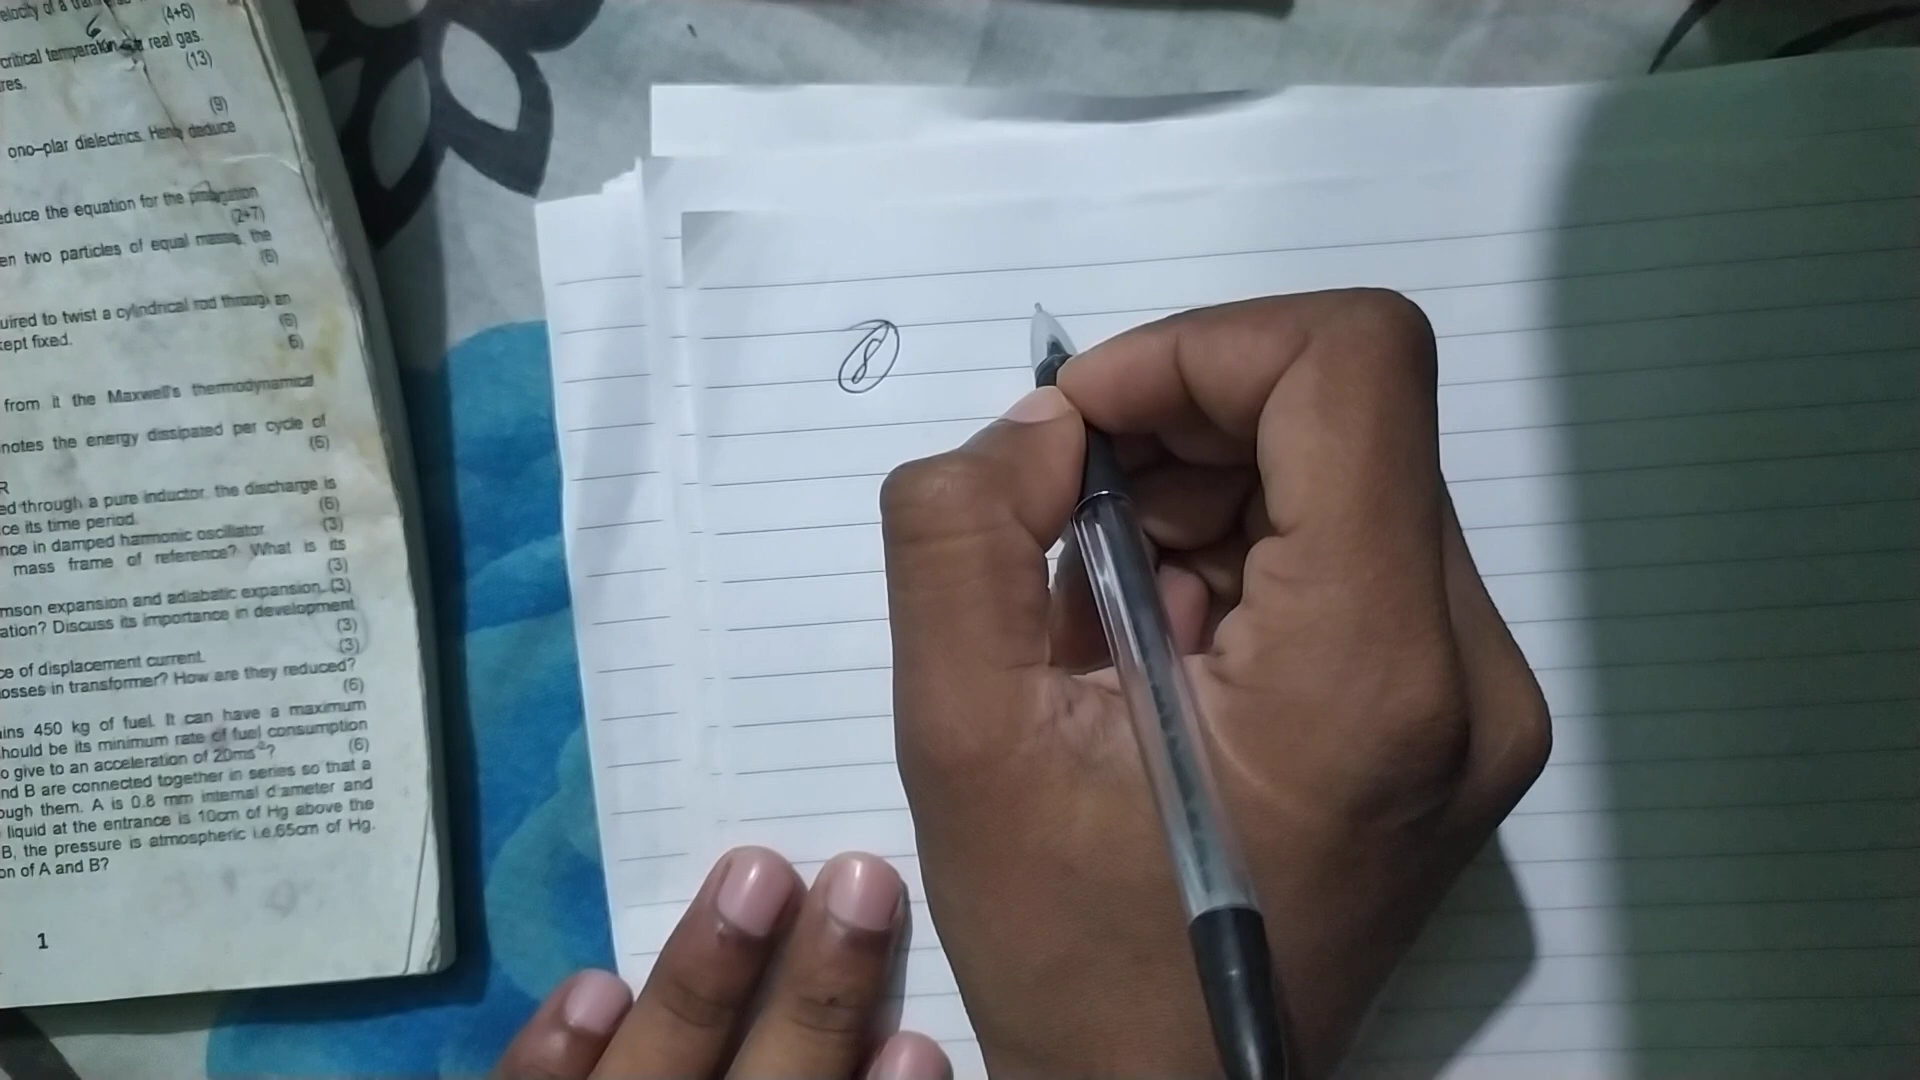 elocity of a
(4+6)
critical temperatur real gas.
(13)
res.
(9)
ono-plar dielectrics. Hence deduce
educe the equation for the propagation
(2+7)
en two particles of equal masses, the
(6)
uired to twist a cylindrical rod through an
(6)
kept fixed.
6)
from it the Maxwell's thermodynamical
notes the energy dissipated per cycle of
(6)
R
ed through a pure inductor, the discharge is
(6)
ce its time period.
(3)
nce in damped harmonic oscillator
mass frame of reference? What is its
(3)
mson expansion and adiabatic expansion. (3)
ation? Discuss its importance in development
(3)
ce of displacement current.
(3)
osses in transformer? How are they reduced?
(6)
ins 450 kg of fuel. It can have a maximum
hould be its minimum rate of fuel consumption
o give to an acceleration of 20ms⁻²?
(6)
nd B are connected together in series so that a
ough them. A is 0.8 mm internal diameter and
liquid at the entrance is 10cm of Hg above the
B, the pressure is atmospheric i.e.65cm of Hg.
on of A and B?
1
8